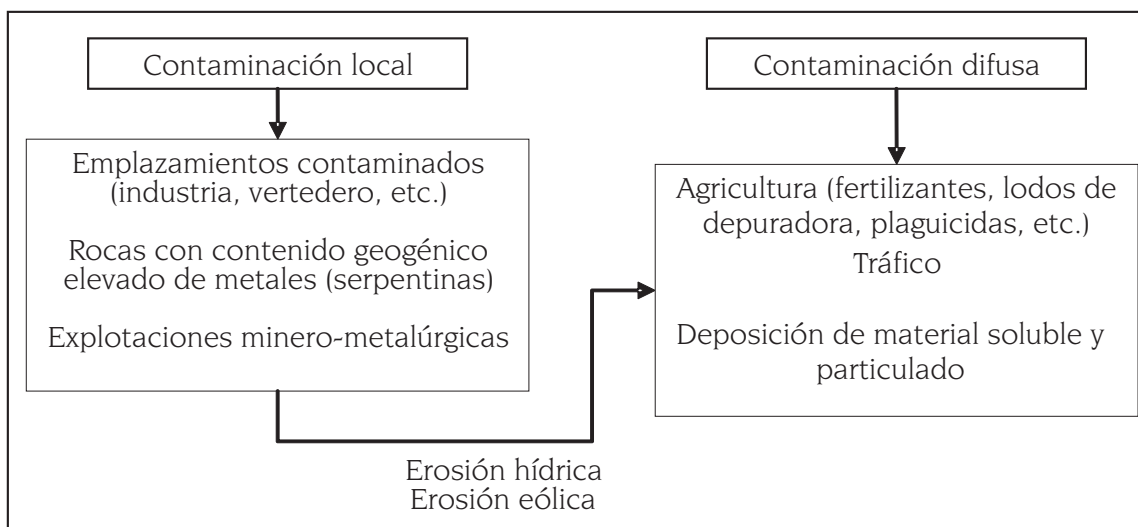 Contaminación local
Emplazamientos contaminados
(industria, vertedero, etc.)
Rocas con contenido geogénico
elevado de metales (serpentinas)
Explotaciones minero-metalúrgicas
Contaminación difusa
Agricultura (fertilizantes, lodos de
depuradora, plaguicidas, etc.)
Tráfico
Deposición de material soluble y
particulado
Erosión hídrica
Erosión eólica